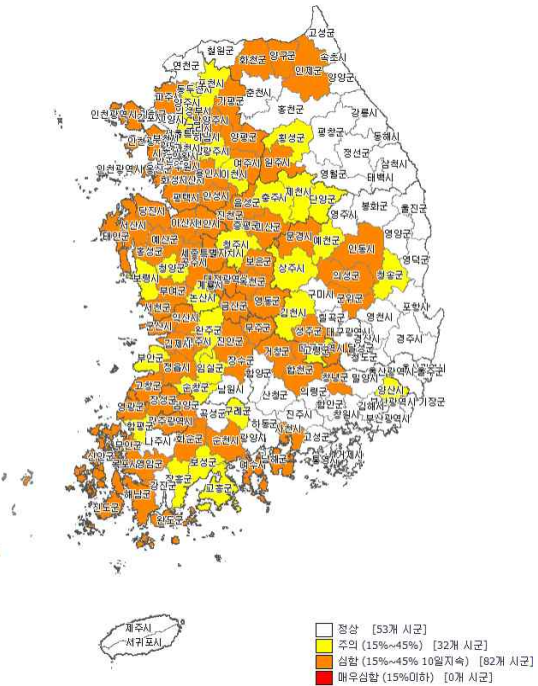 고성군
철원군
화천군 양구군
속초시
연천군
인제군
양양군
포천시
춘천시
동두천시
파주시
양주시
가평군
홍천군
강릉시
양평군
횡성군
평창군
동해시
정선군
삼척시
여주시
원주시
영월군
태백시
화성시
이천시
평택시
안성시
음성군
충주시
제천시
단양군
봉화군
울진군
영주시
당진시
서산시
태안군
예산군
홍성군
진천군
증평군
괴산군
문경시
예천군
안동시
영양군
영덕군
세종특별자치시
공주시
청주시
보은군
상주시
의성군
청송군
청양군
보령시
부여군
논산시
계룡시
금산군
영동군
구미시
군위군
포항시
서천군
익산시
군산시
완주군
무주군
김천시
성주군
칠곡군
영천시
대구광역시
경산시
경주시
김제시
진안군
거창군
고령군
청도군
부안군
정읍시
임실군
장수군
함양군
합천군
창녕군
밀양시
양산시
고창군
순창군
남원시
산청군
의령군
기장군
부산광역시
영광군
장성군
담양군
곡성군
구례군
하동군
진주시
함안군
창원시
김해시
함평군
광주광역시
사천시
고성군
거제시
무안군
나주시
화순군
순천시
광양시
여수시
남해군
신안군
목포시
영암군
보성군
강진군
장흥군
고흥군
해남군
진도군
완도군
제주시
서귀포시
정상 [53개 시군]
주의 (15%~45%) [32개 시군]
심함 (15%~45% 10일지속) [82개 시군]
매우심함 (15%이하) [0개 시군]